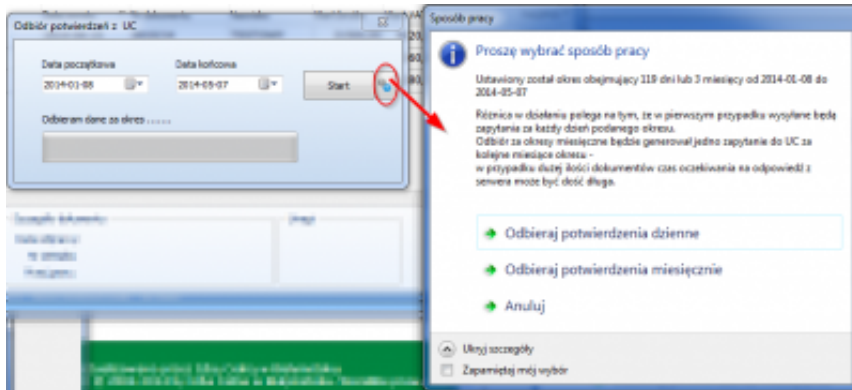 Odbiór potwierdzeń z UC
Data początkowa
Data końcowa
2014-01-08
2014-05-07
Start
Odbieram dane za okres ......
Sposób pracy
Proszę wybrać sposób pracy
Ustawiony został okres obejmujący 119 dni lub 3 miesięcy od 2014-01-08 do
2014-05-07
Różnica w działaniu polega na tym, że w pierwszym przypadku wysyłane będą
zapytania za każdy dzień podanego okresu.
Odbiór za okresy miesięczne będzie generował jedno zapytanie do UC za
kolejne miesiące okresu -
w przypadku dużej ilości dokumentów czas oczekiwania na odpowiedź z
serwera może być dość długa.
Odbieraj potwierdzenia dzienne
Odbieraj potwierdzenia miesięcznie
Anuluj
Ukryj szczegóły
Zapamiętaj mój wybór